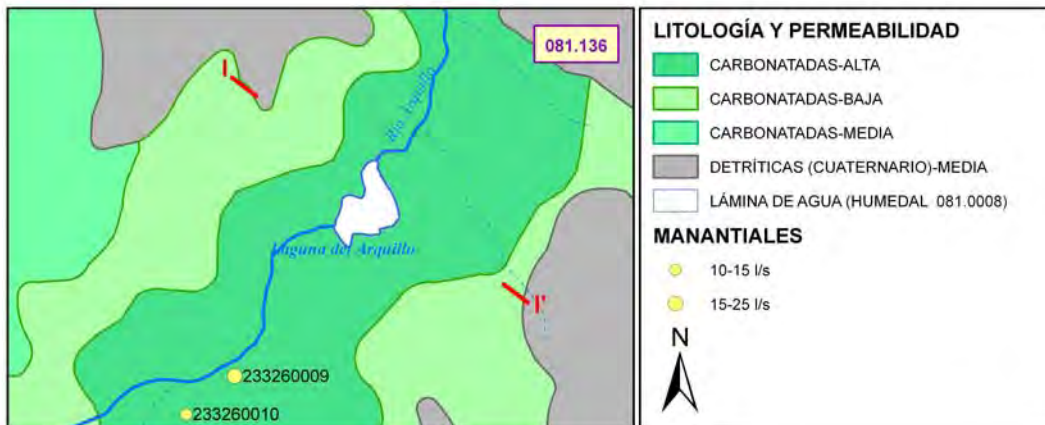 081.136
I
Río Arquillo
Laguna del Arquillo
I'
233260009
233260010
LITOLOGÍA Y PERMEABILIDAD
CARBONATADAS-ALTA
CARBONATADAS-BAJA
CARBONATADAS-MEDIA
DETRÍTICAS (CUATERNARIO)-MEDIA
LÁMINA DE AGUA (HUMEDAL 081.0008)
MANANTIALES
10-15 l/s
15-25 l/s
N